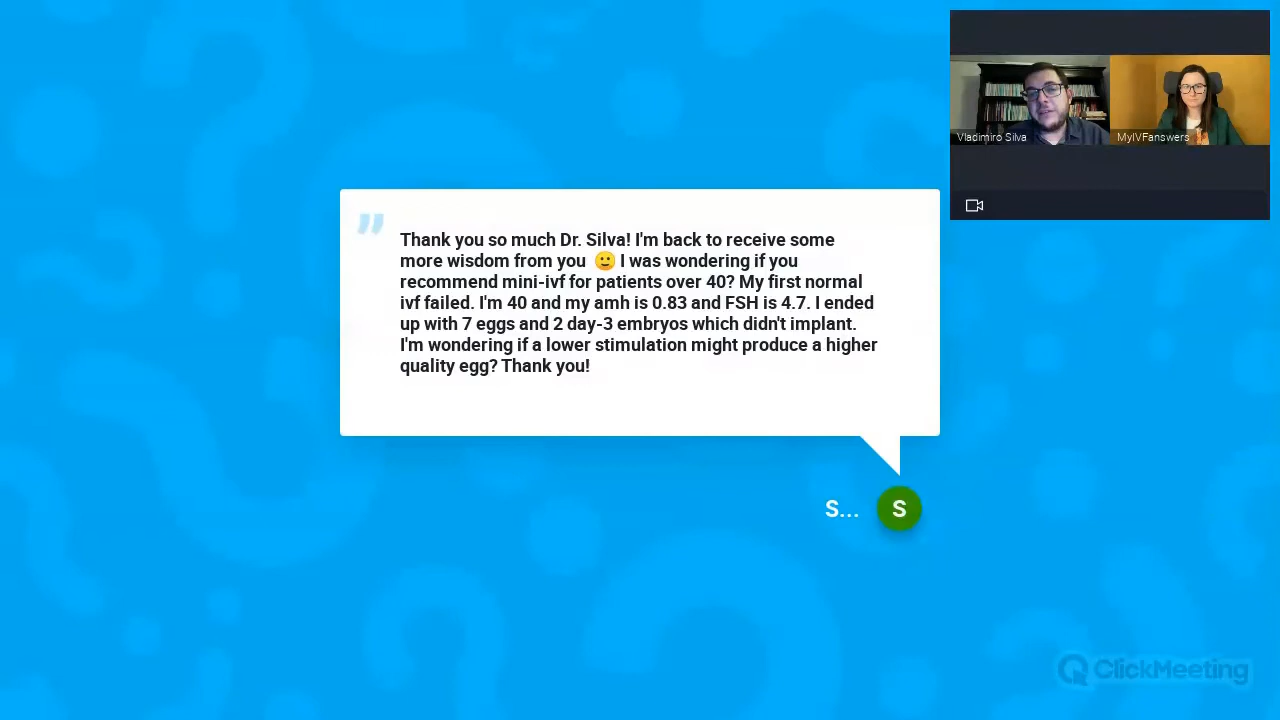 Vladimiro Silva
MyIVFanswers
Thank you so much Dr. Silva! I'm back to receive some
more wisdom from you 🙂 I was wondering if you
recommend mini-ivf for patients over 40? My first normal
ivf failed. I'm 40 and my amh is 0.83 and FSH is 4.7. I ended
up with 7 eggs and 2 day-3 embryos which didn't implant.
I'm wondering if a lower stimulation might produce a higher
quality egg? Thank you!
S... S
ClickMeeting